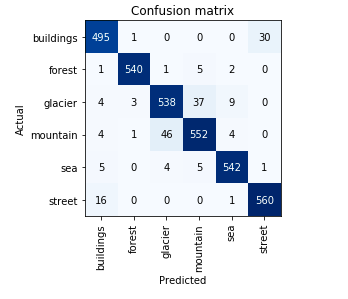 Confusion matrix
Actual
buildings 495 1 0 0 0 30
forest 1 540 1 5 2 0
glacier 4 3 538 37 9 0
mountain 4 1 46 552 4 0
sea 5 0 4 5 542 1
street 16 0 0 0 1 560
buildings forest glacier mountain sea street
Predicted